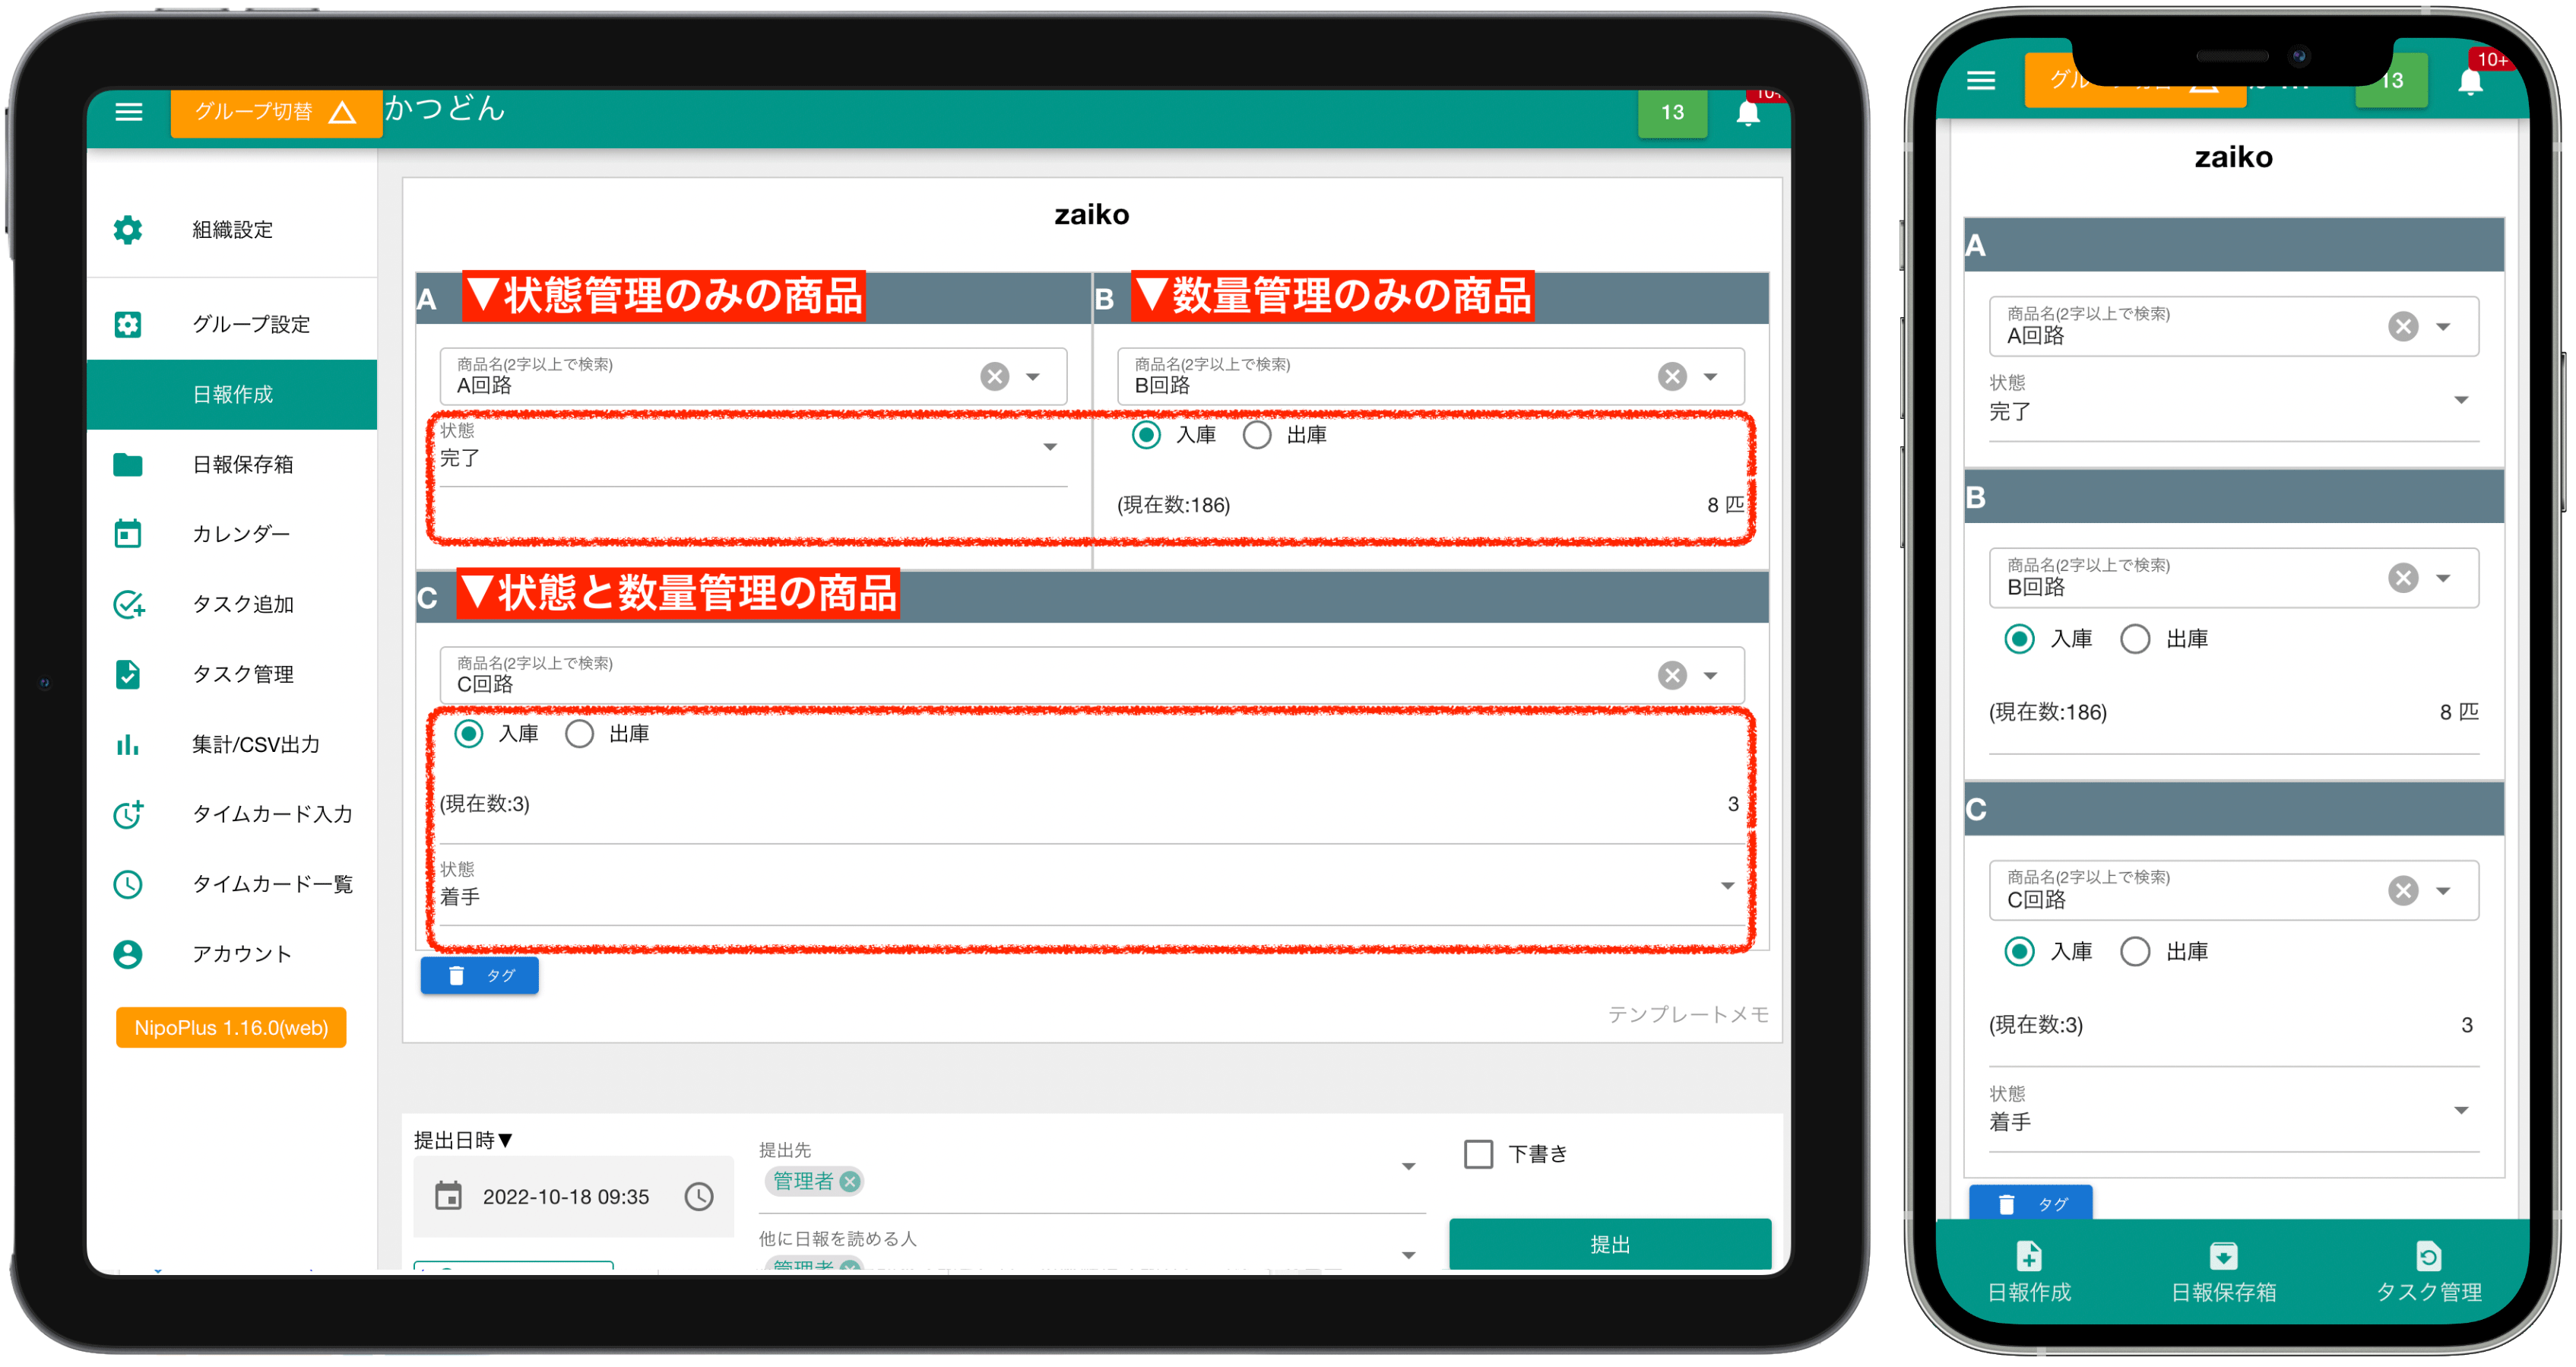 グループ切替
かつどん
13
組織設定
グループ設定
日報作成
日報保存箱
カレンダー
タスク追加
タスク管理
集計/CSV出力
タイムカード入力
タイムカード一覧
アカウント
NipoPlus 1.16.0(web)
zaiko
A ▼状態管理のみの商品
商品名(2字以上で検索)
A回路
状態
完了
B ▼数量管理のみの商品
商品名(2字以上で検索)
B回路
入庫 出庫
(現在数:186) 8 匹
C ▼状態と数量管理の商品
商品名(2字以上で検索)
C回路
入庫 出庫
(現在数:3) 3
状態
着手
タグ
テンプレートメモ
提出日時▼
2022-10-18 09:35
提出先
管理者
他に日報を読める人
管理者
下書き
提出
13
10+
zaiko
A
商品名(2字以上で検索)
A回路
状態
完了
B
商品名(2字以上で検索)
B回路
入庫 出庫
(現在数:186) 8 匹
C
商品名(2字以上で検索)
C回路
入庫 出庫
(現在数:3) 3
状態
着手
タグ
日報作成
日報保存箱
タスク管理